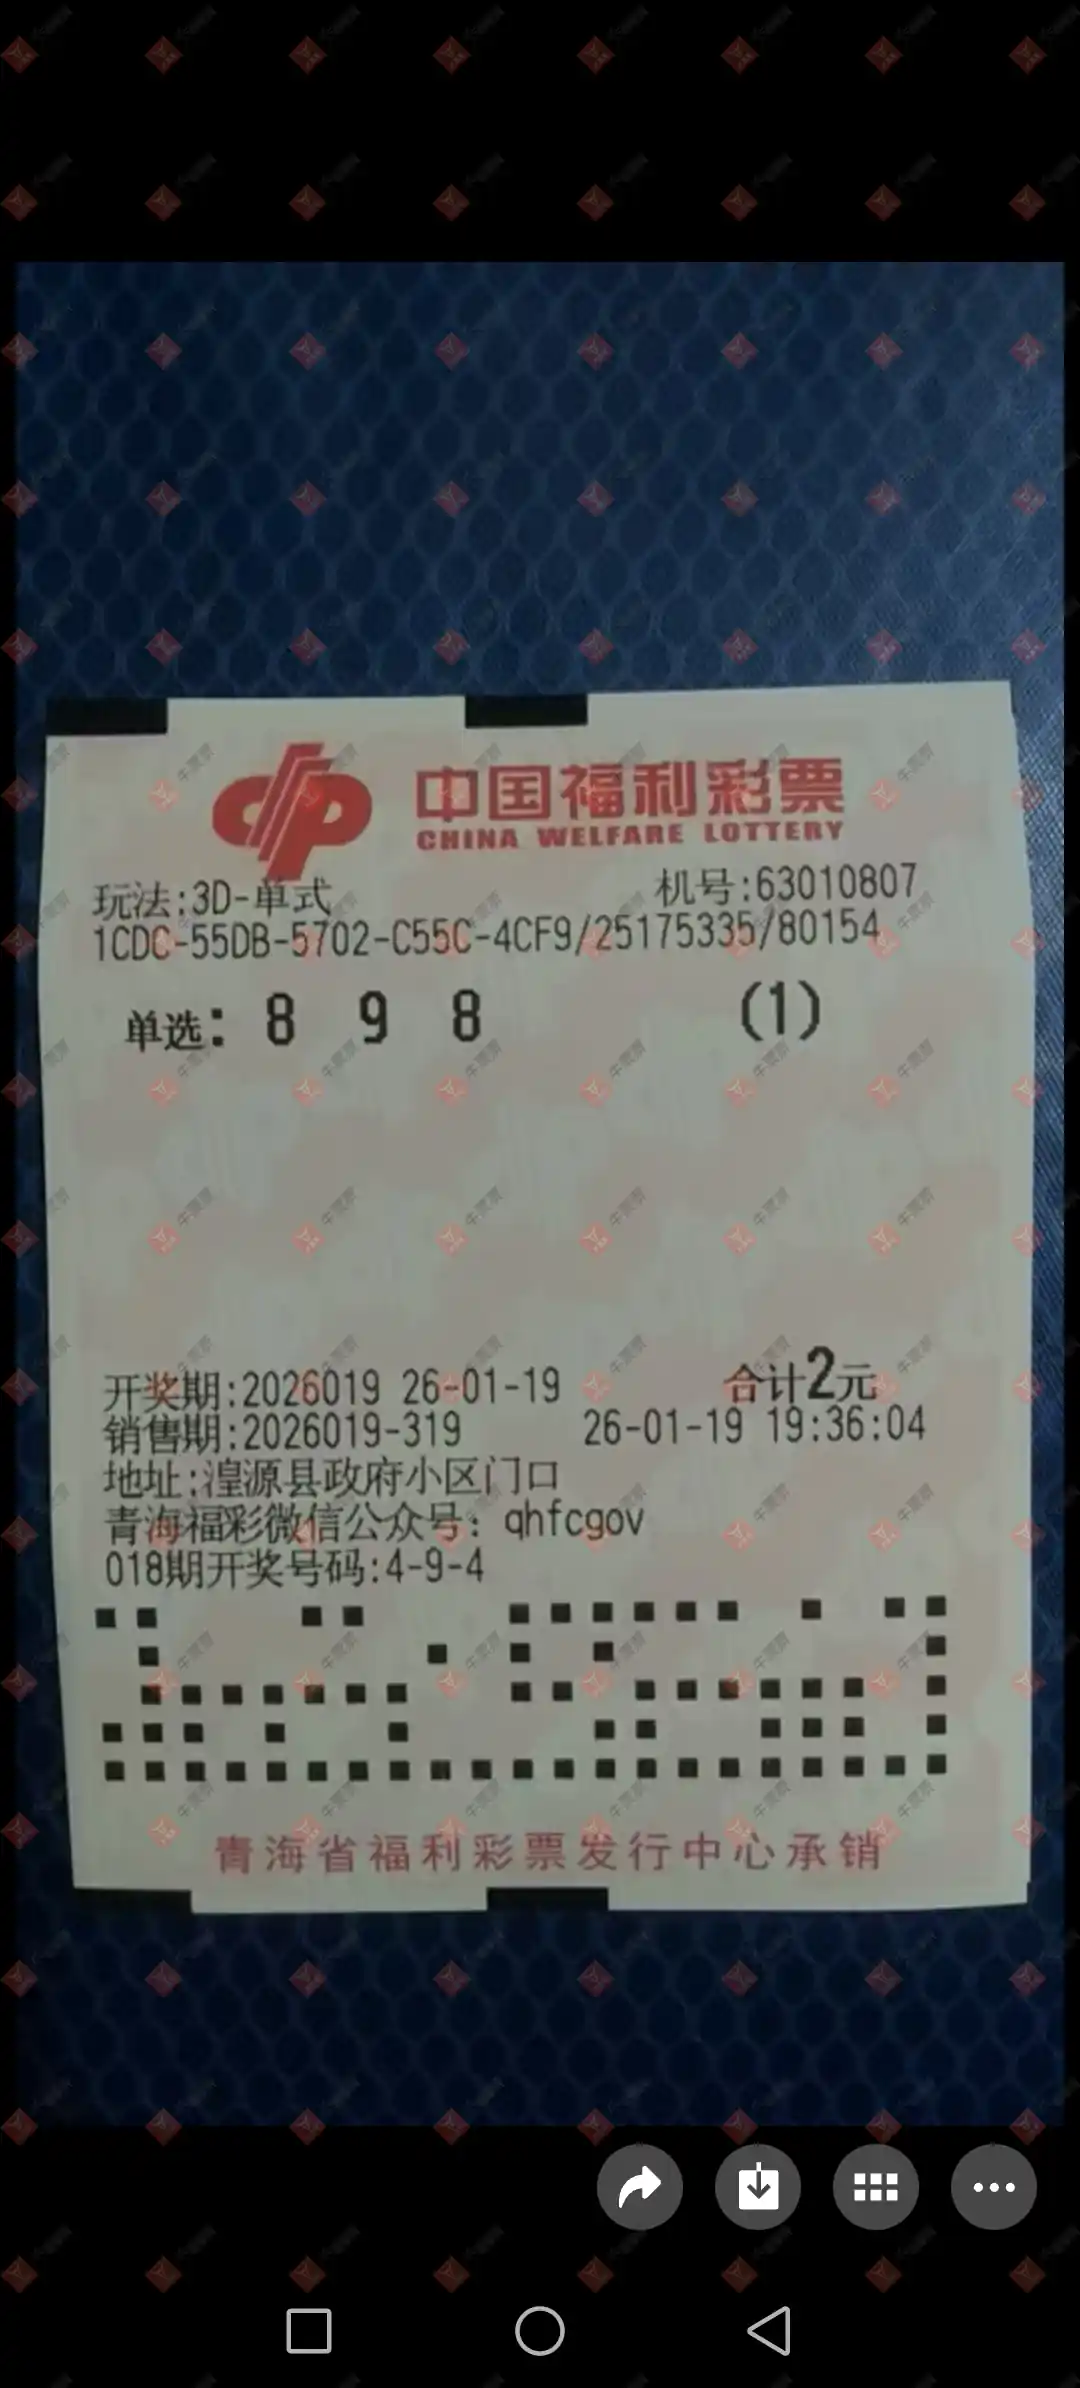 中国福利彩票
CHINA WELFARE LOTTERY
玩法:3D-单式 机号:63010807
1CDC-55DB-5702-C55C-4CF9/25175335/80154
单选: 8 9 8 (1)
开奖期:2026019 26-01-19 合计2元
销售期:2026019-319 26-01-19 19:36:04
地址:湟源县政府小区门口
青海福彩微信公众号: qhfcgov
018期开奖号码:4-9-4
青海省福利彩票发行中心承销